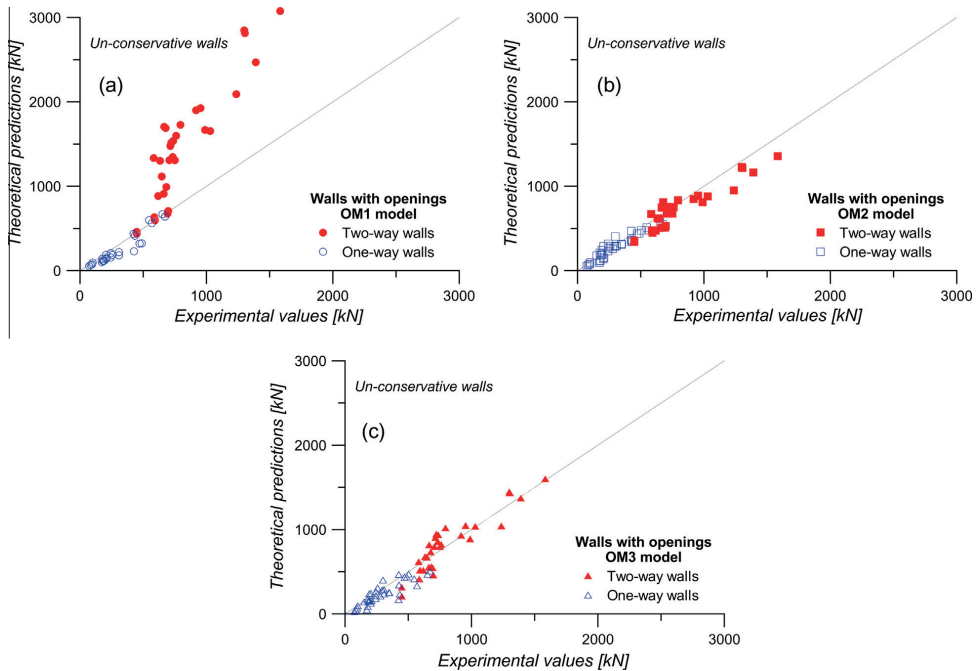 3000
Un-conservative walls
(a)
2000
1000
0
Theoretical predictions [kN]
Walls with openings
OM1 model
Two-way walls
One-way walls
0 1000 2000 3000
Experimental values [kN]
3000
Un-conservative walls
(b)
2000
1000
0
Theoretical predictions [kN]
Walls with openings
OM2 model
Two-way walls
One-way walls
0 1000 2000 3000
Experimental values [kN]
3000
Un-conservative walls
(c)
2000
1000
0
Theoretical predictions [kN]
Walls with openings
OM3 model
Two-way walls
One-way walls
0 1000 2000 3000
Experimental values [kN]